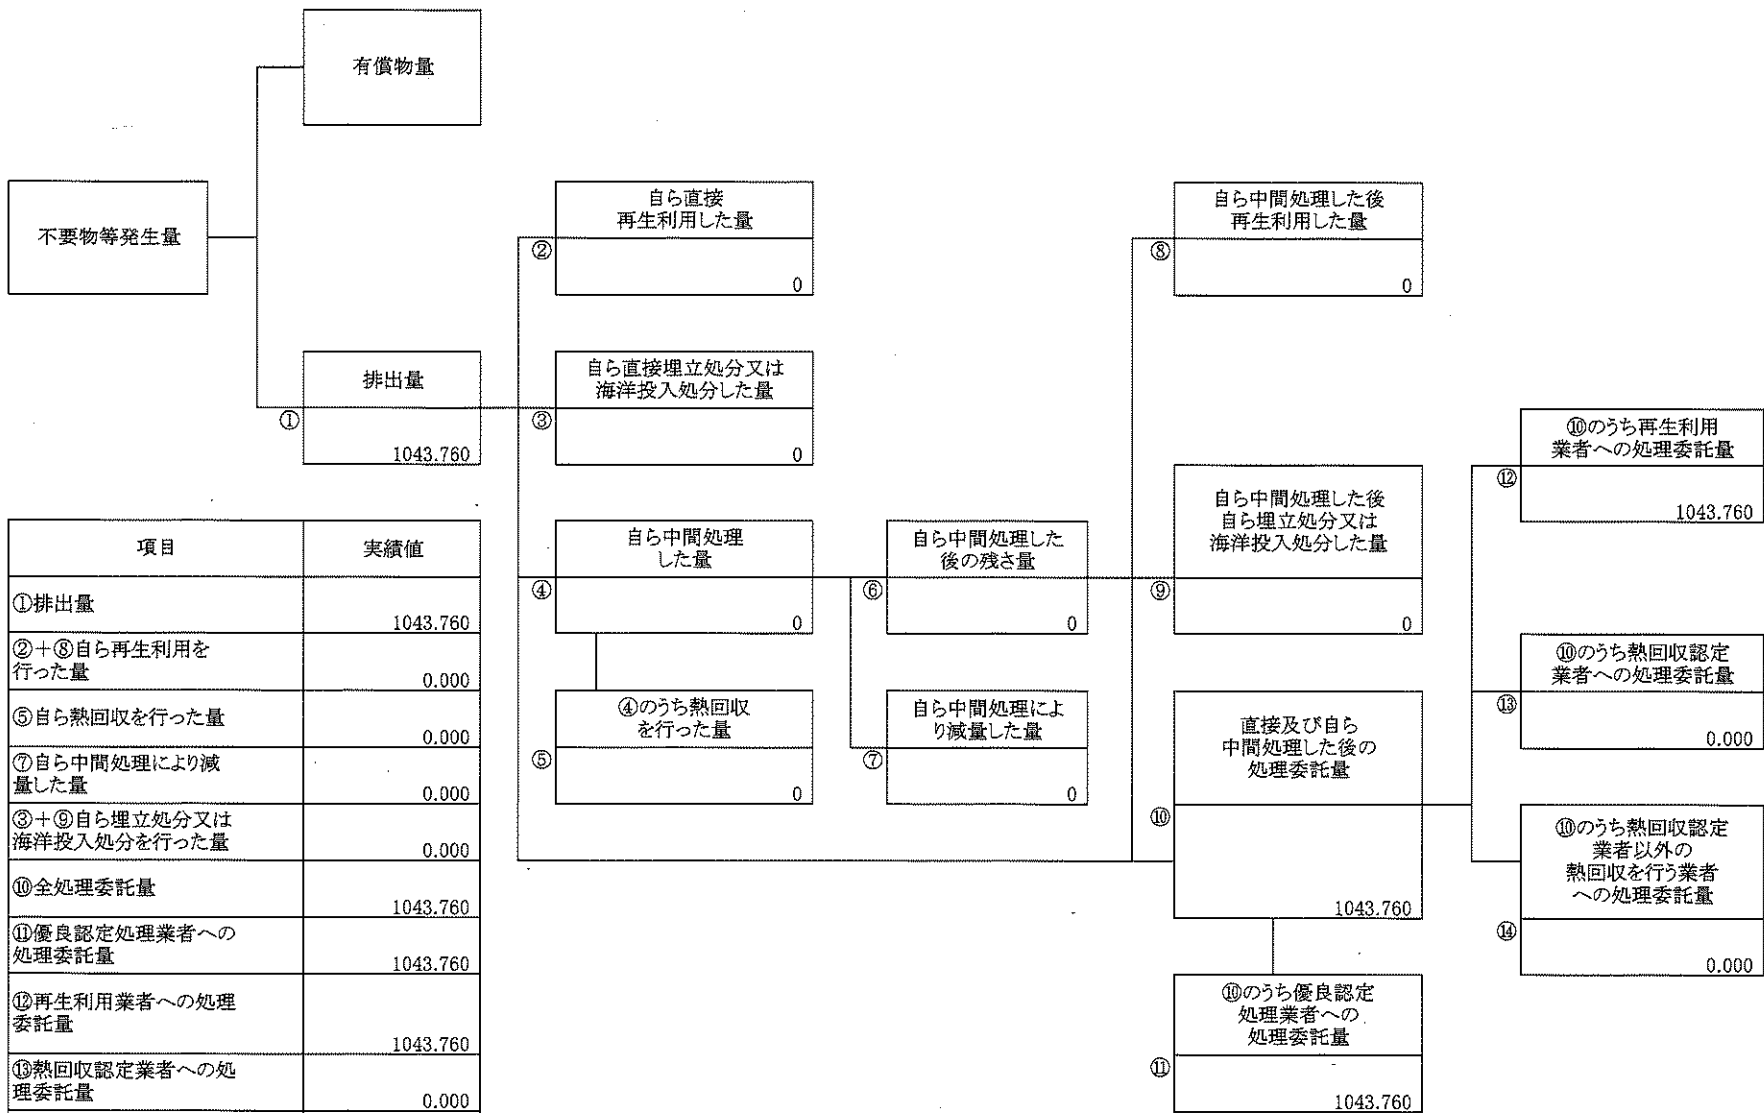 有償物量
不要物等発生量
排出量
①
1043.760
自ら直接
再生利用した量
②
0
自ら直接埋立処分又は
海洋投入処分した量
③
0
自ら中間処理
した量
④
0
④のうち熱回収
を行った量
⑤
0
自ら中間処理した
後の残さ量
⑥
0
自ら中間処理によ
り減量した量
⑦
0
自ら中間処理した後
再生利用した量
⑧
0
自ら中間処理した後
自ら埋立処分又は
海洋投入処分した量
⑨
0
直接及び自ら
中間処理した後の
処理委託量
⑩
1043.760
⑩のうち優良認定
処理業者への
処理委託量
⑪
1043.760
⑩のうち再生利用
業者への処理委託量
⑫
1043.760
⑩のうち熱回収認定
業者への処理委託量
⑬
0.000
⑩のうち熱回収認定
業者以外の
熱回収を行う業者
への処理委託量
⑭
0.000
項目 実績値
①排出量
1043.760
②+⑧自ら再生利用を
行った量
0.000
⑤自ら熱回収を行った量
0.000
⑦自ら中間処理により減
量した量
0.000
③+⑨自ら埋立処分又は
海洋投入処分を行った量
0.000
⑩全処理委託量
1043.760
⑪優良認定処理業者への
処理委託量
1043.760
⑫再生利用業者への処理
委託量
1043.760
⑬熱回収認定業者への処
理委託量
0.000